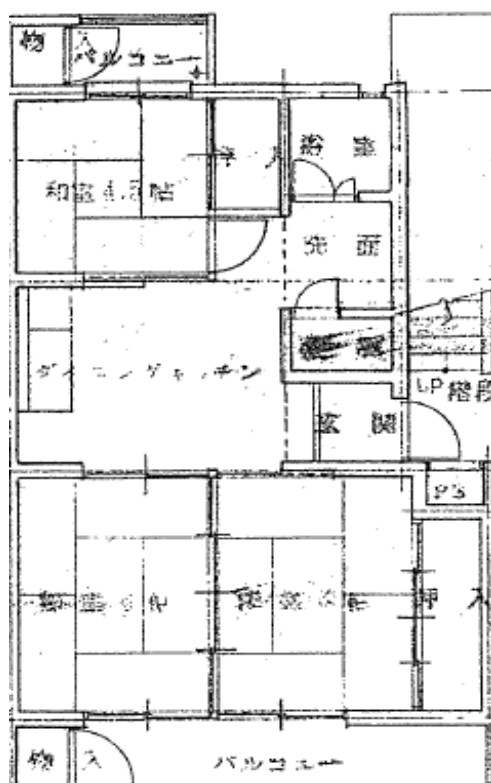 物 入
バルコニー
和室4.5帖
押入
浴室
洗面
ダイニングキッチン
玄関
UP 階段
PS
和室6帖
和室6帖
押入
物 入
バルコニー